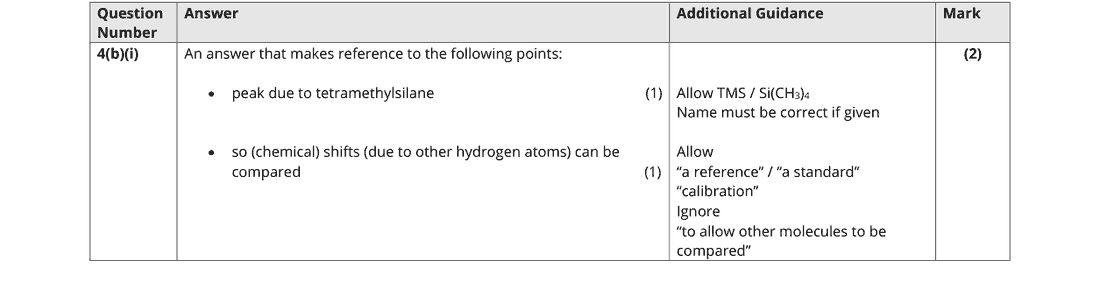 Question Number	Answer	Additional Guidance	Mark
4(b)(i)	An answer that makes reference to the following points:	(2)
• peak due to tetramethylsilane	(1)	Allow TMS / Si(CH₃)₄
Name must be correct if given
• so (chemical) shifts (due to other hydrogen atoms) can be	Allow
compared	(1)	“a reference” / “a standard”
“calibration”
Ignore
“to allow other molecules to be
compared”